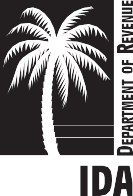 DEPARTMENT OF REVENUE
IDA